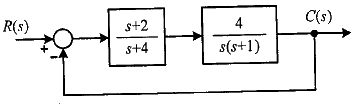 R(s)
+
-
s+2
s+4
4
s(s+1)
C(s)